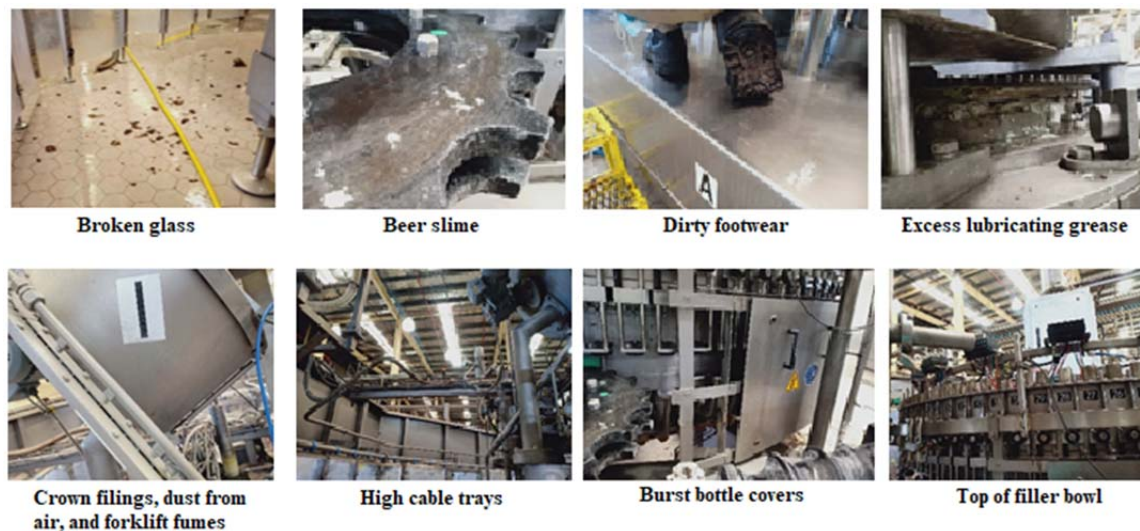 A
Broken glass
Beer slime
Dirty footwear
Excess lubricating grease
27
Crown filings, dust from
air, and forklift fumes
High cable trays
Burst bottle covers
Top of filler bowl